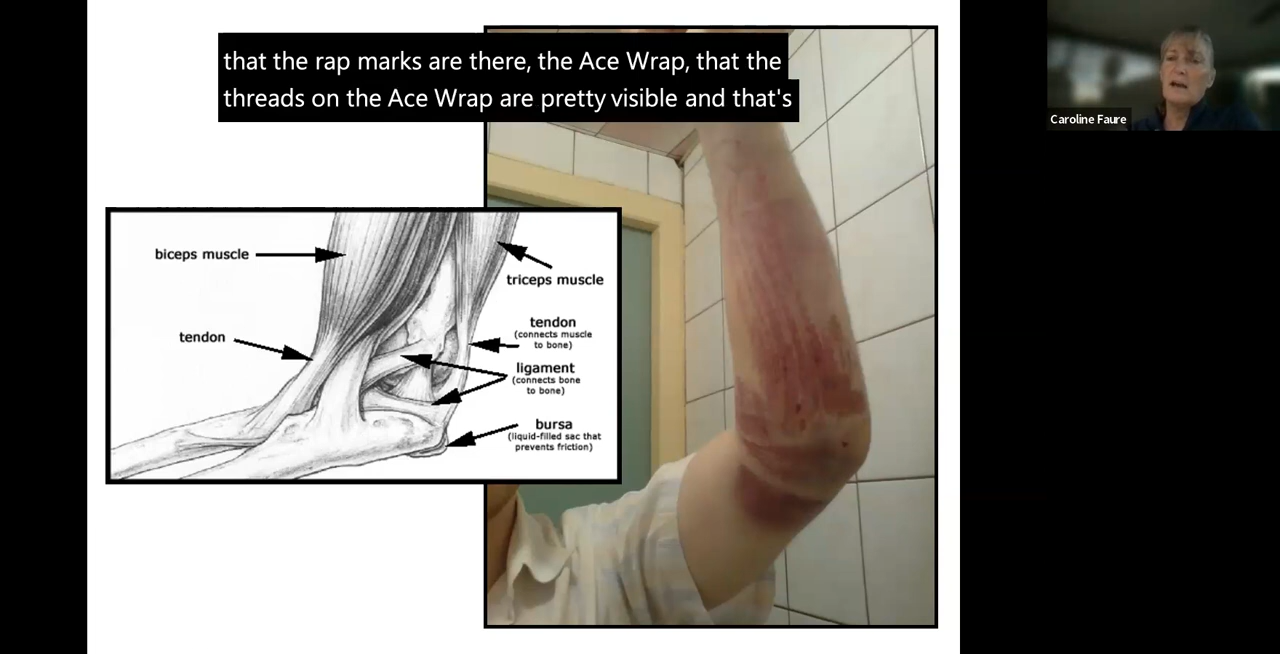 that the rap marks are there, the Ace Wrap, that the
threads on the Ace Wrap are pretty visible and that's
Caroline Faure
biceps muscle
triceps muscle
tendon
tendon
(connects muscle
to bone)
ligament
(connects bone
to bone)
bursa
(liquid-filled sac that
prevents friction)